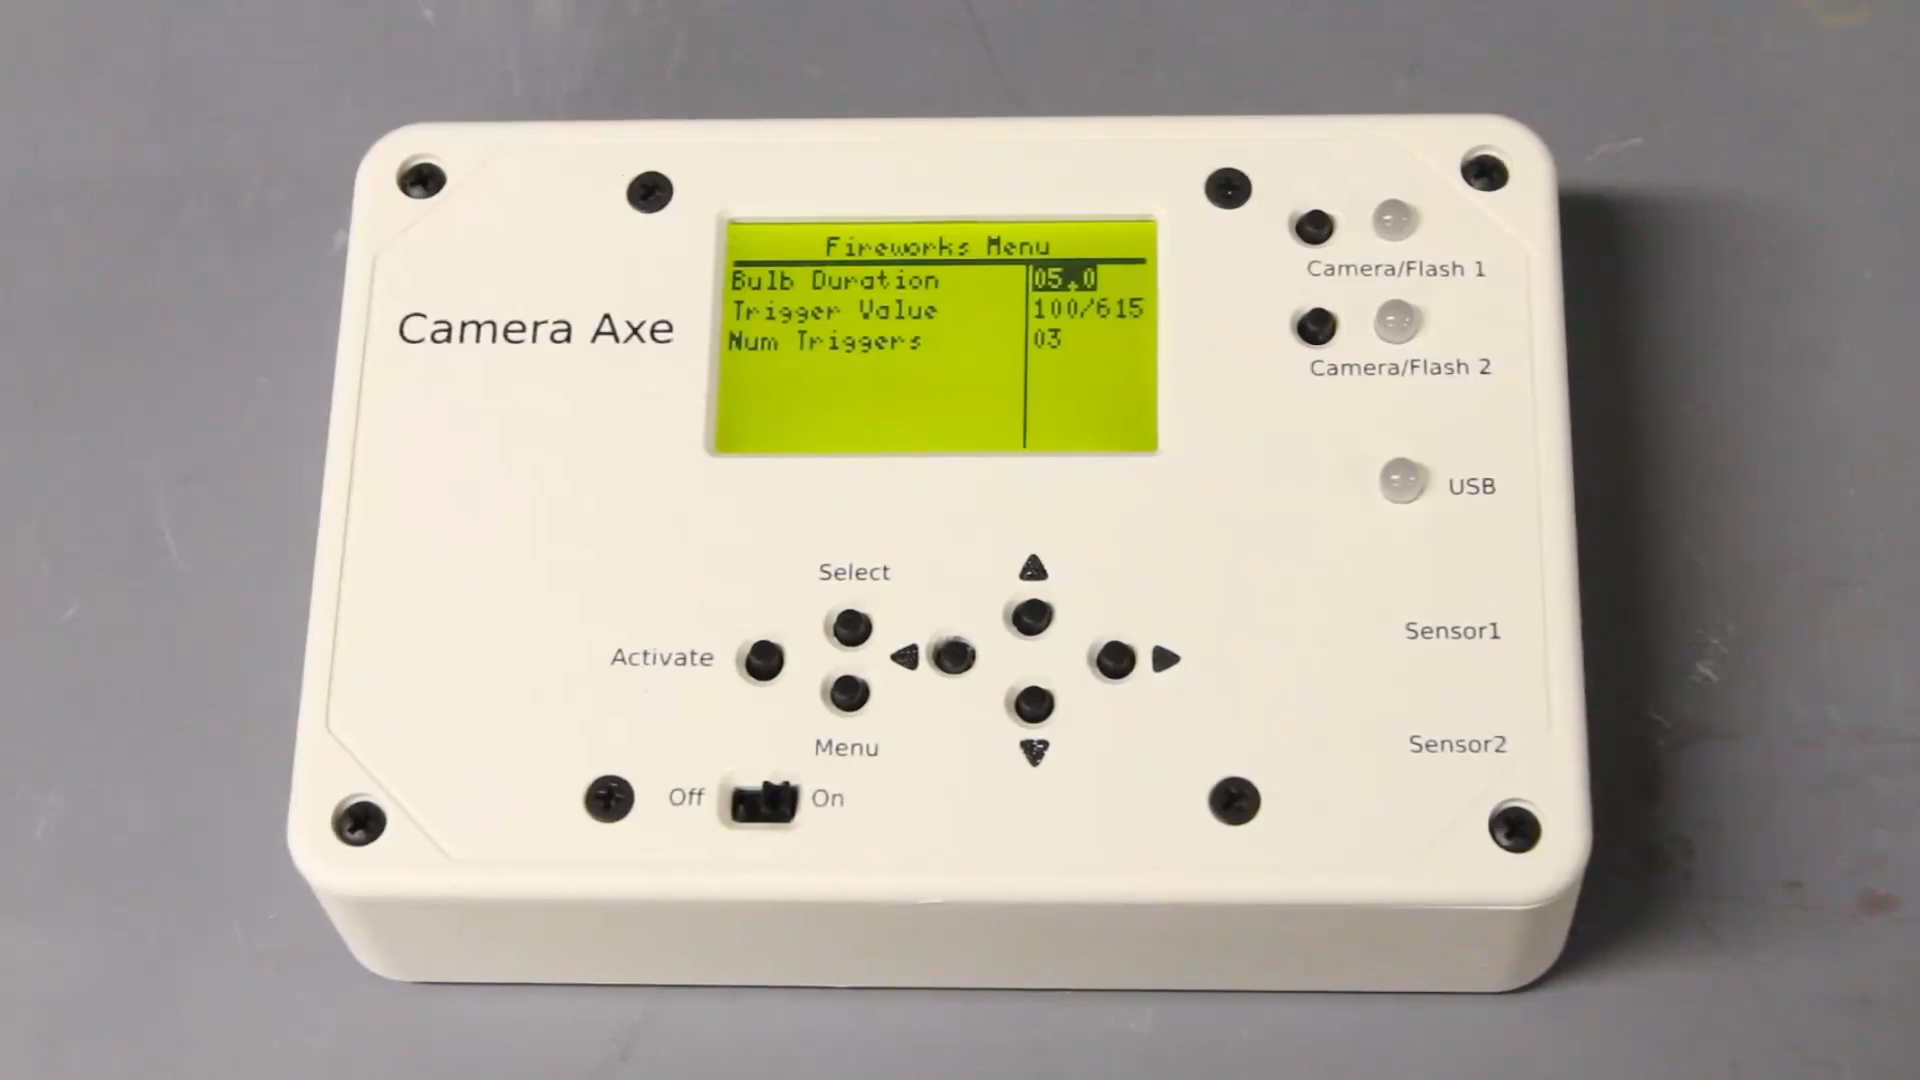 Fireworks Menu
Bulb Duration 05.0
Trigger Value 100/615
Num Triggers 03
Camera Axe
Camera/Flash 1
Camera/Flash 2
USB
Select
Activate
Menu
Sensor1
Sensor2
Off On